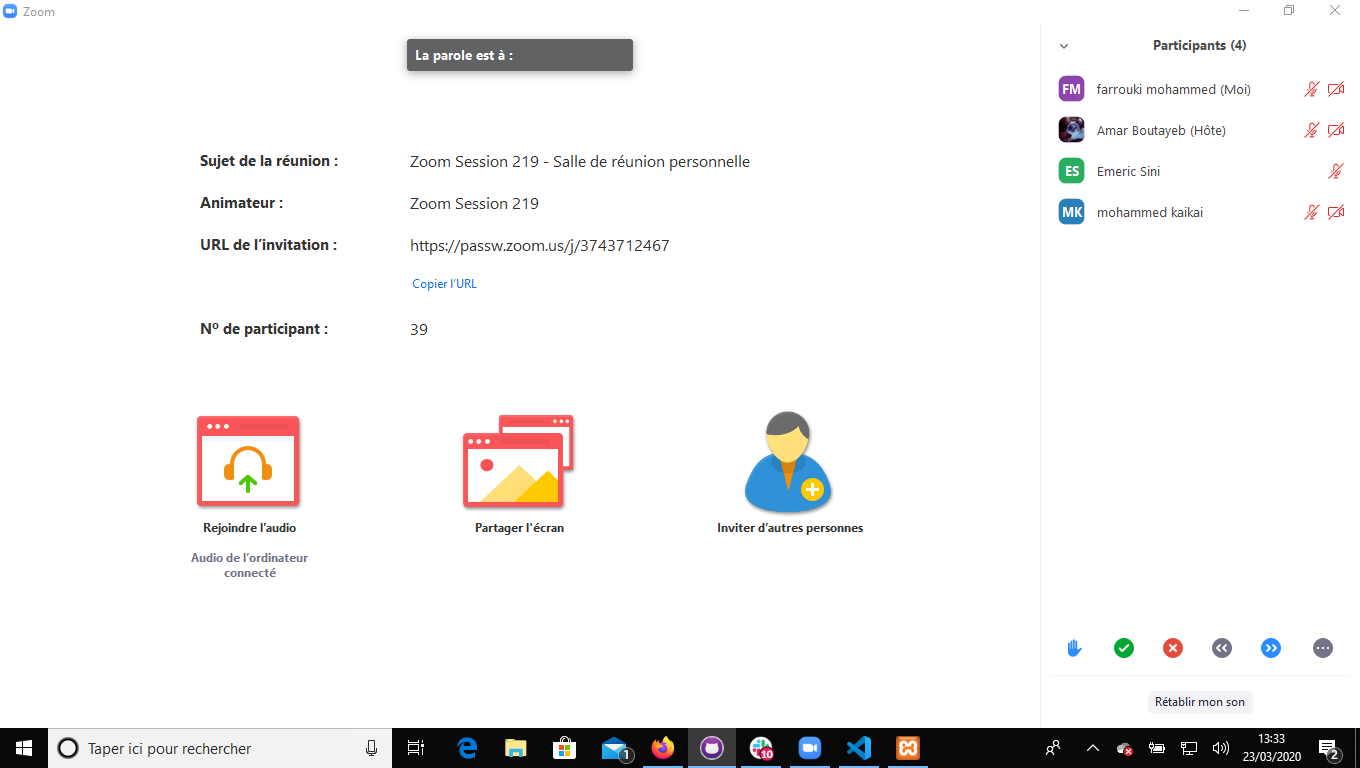 Zoom
La parole est à :
Participants (4)
FM farrouki mohammed (Moi)
Amar Boutayeb (Hôte)
ES Emeric Sini
MK mohammed kaikai
Sujet de la réunion : Zoom Session 219 - Salle de réunion personnelle
Animateur : Zoom Session 219
URL de l’invitation : https://passw.zoom.us/j/3743712467
Copier l’URL
Nº de participant : 39
Rejoindre l’audio
Audio de l’ordinateur
connecté
Partager l'écran
Inviter d’autres personnes
Rétablir mon son
Taper ici pour rechercher
1
10
13:33
23/03/2020
2